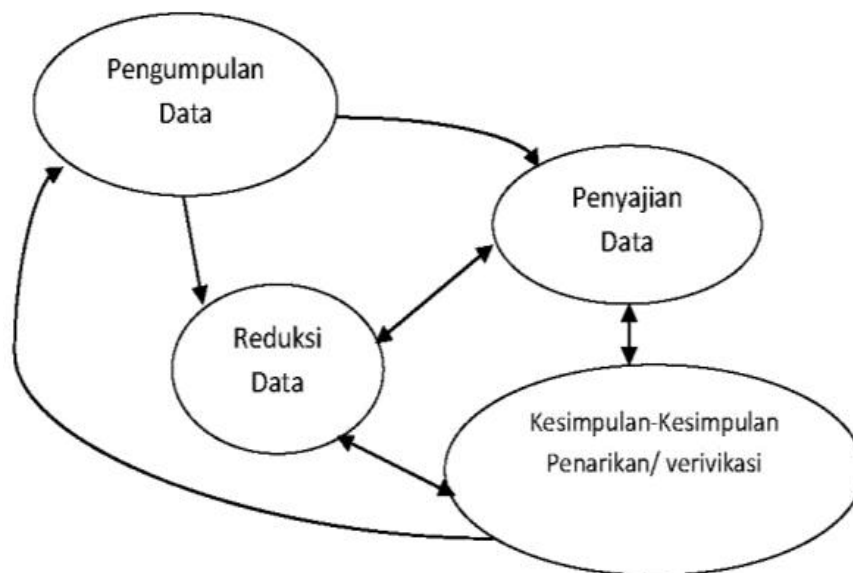 Pengumpulan
Data
Penyajian
Data
Reduksi
Data
Kesimpulan-Kesimpulan
Penarikan/ verivikasi